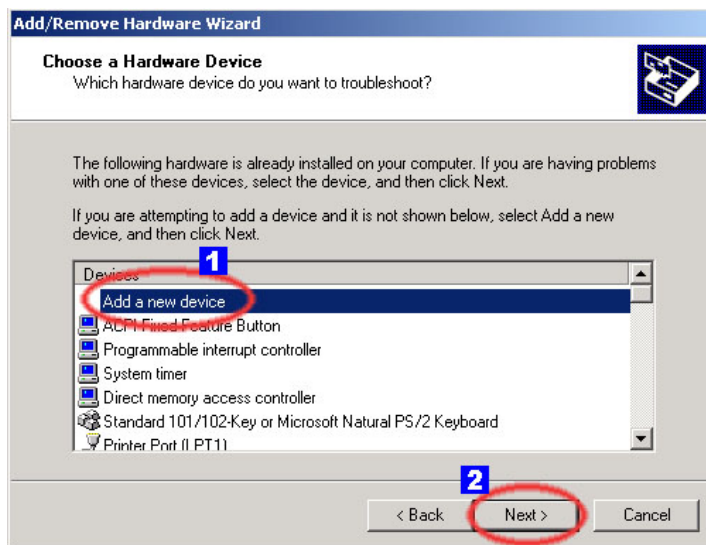 Add/Remove Hardware Wizard
Choose a Hardware Device
Which hardware device do you want to troubleshoot?
The following hardware is already installed on your computer. If you are having problems
with one of these devices, select the device, and then click Next.
If you are attempting to add a device and it is not shown below, select Add a new
device, and then click Next.
1
Devices
Add a new device
ACPI Fixed Feature Button
Programmable interrupt controller
System timer
Direct memory access controller
Standard 101/102-Key or Microsoft Natural PS/2 Keyboard
Printer Port (LPT1)
2
< Back
Next >
Cancel